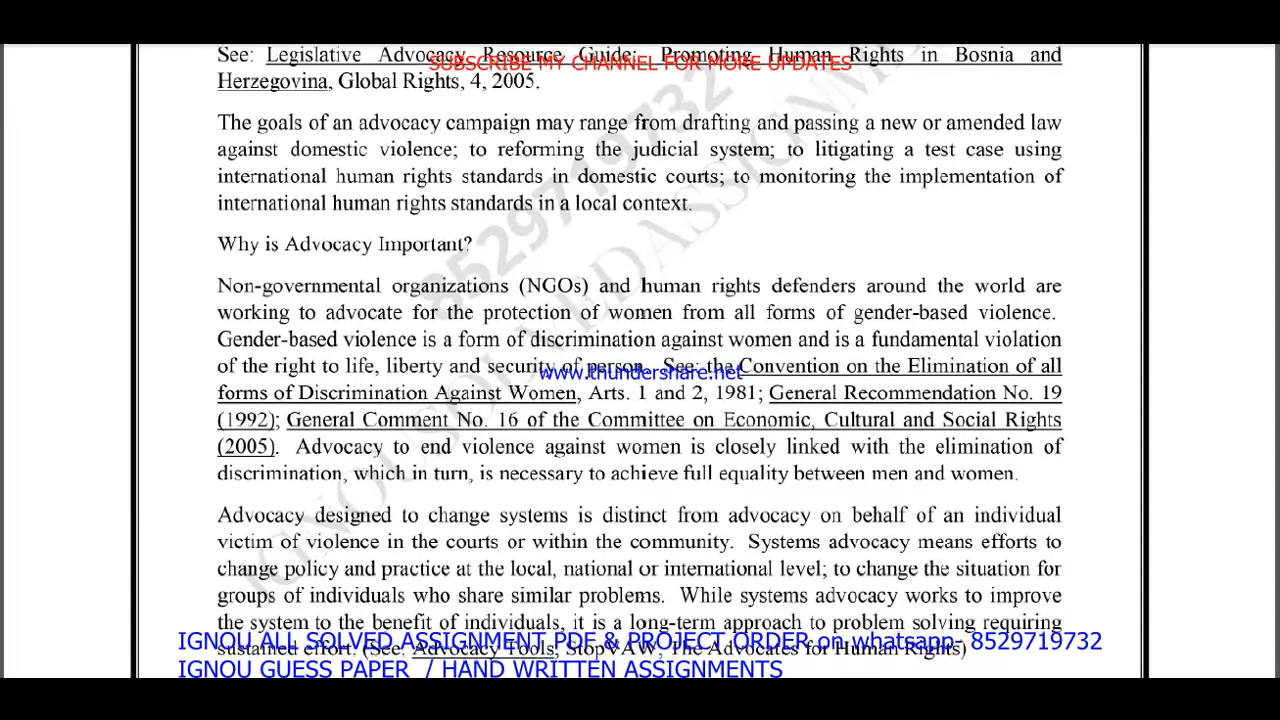 See: Legislative Advocacy Resource Guide: Promoting Human Rights in Bosnia and
SUBSCRIBE MY CHANNEL FOR MORE UPDATES
Herzegovina, Global Rights, 4, 2005.
The goals of an advocacy campaign may range from drafting and passing a new or amended law
against domestic violence; to reforming the judicial system; to litigating a test case using
international human rights standards in domestic courts; to monitoring the implementation of
international human rights standards in a local context.
Why is Advocacy Important?
Non-governmental organizations (NGOs) and human rights defenders around the world are
working to advocate for the protection of women from all forms of gender-based violence.
Gender-based violence is a form of discrimination against women and is a fundamental violation
of the right to life, liberty and security of person. See: the Convention on the Elimination of all
www.thundershare.net
forms of Discrimination Against Women, Arts. 1 and 2, 1981; General Recommendation No. 19
(1992); General Comment No. 16 of the Committee on Economic, Cultural and Social Rights
(2005). Advocacy to end violence against women is closely linked with the elimination of
discrimination, which in turn, is necessary to achieve full equality between men and women.
Advocacy designed to change systems is distinct from advocacy on behalf of an individual
victim of violence in the courts or within the community. Systems advocacy means efforts to
change policy and practice at the local, national or international level; to change the situation for
groups of individuals who share similar problems. While systems advocacy works to improve
the system to the benefit of individuals, it is a long-term approach to problem solving requiring
sustained effort. (See: Advocacy Tools, StopVAW, The Advocates for Human Rights)
IGNOU ALL SOLVED ASSIGNMENT PDF & PROJECT ORDER on whatsapp- 8529719732
IGNOU GUESS PAPER / HAND WRITTEN ASSIGNMENTS
8529719732